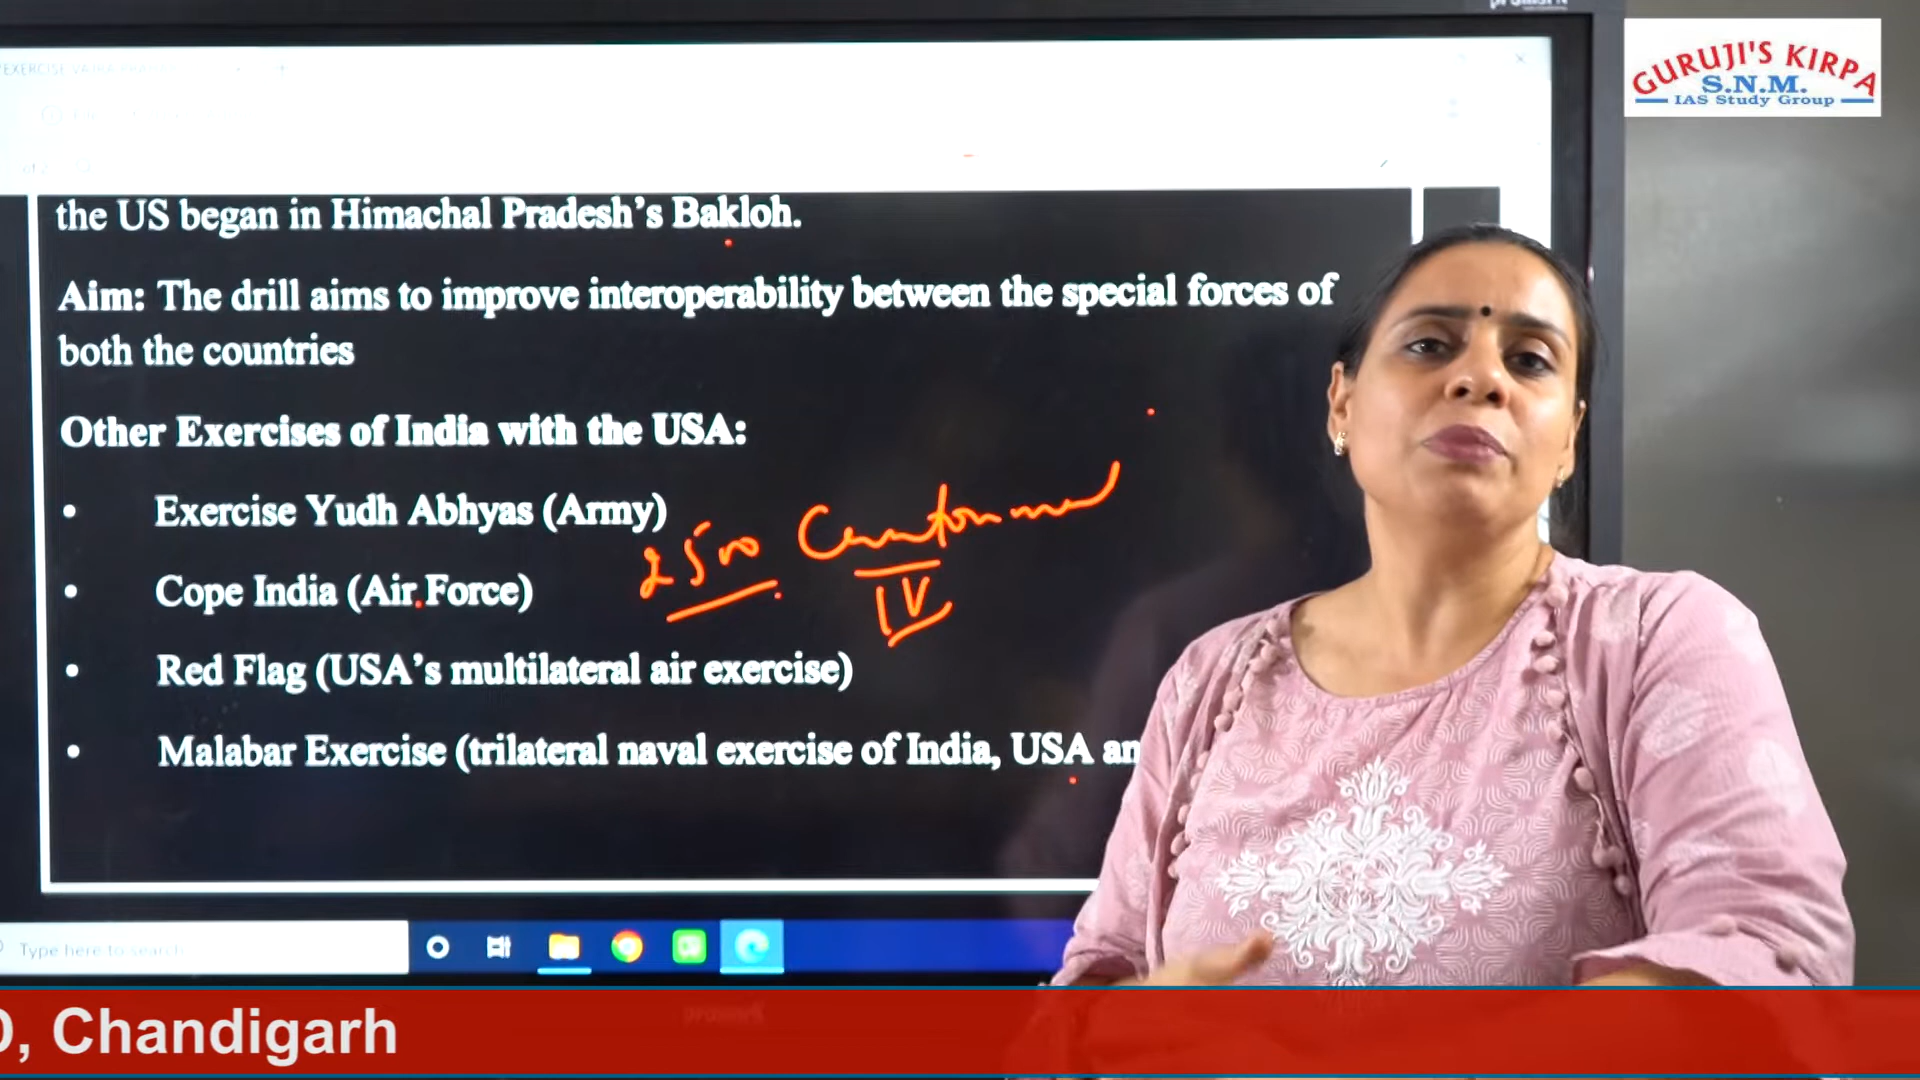 GURUJI'S KIRPA
S.N.M.
IAS Study Group
the US began in Himachal Pradesh’s Bakloh.
Aim: The drill aims to improve interoperability between the special forces of
both the countries
Other Exercises of India with the USA:
• Exercise Yudh Abhyas (Army)
2500 Cantonment
• Cope India (Air Force)
IV
• Red Flag (USA’s multilateral air exercise)
• Malabar Exercise (trilateral naval exercise of India, USA an
Type here to search
, Chandigarh